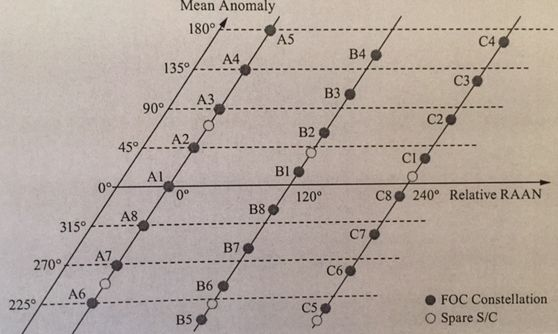 Mean Anomaly
180°
A5
C4
135°
A4
B4
C3
90°
A3
B3
C2
45°
A2
B2
C1
0°
A1
B1
0°
120°
C8
240°
Relative RAAN
315°
A8
B8
C7
270°
A7
B7
C6
225°
A6
B6
B5
C5
FOC Constellation
Spare S/C